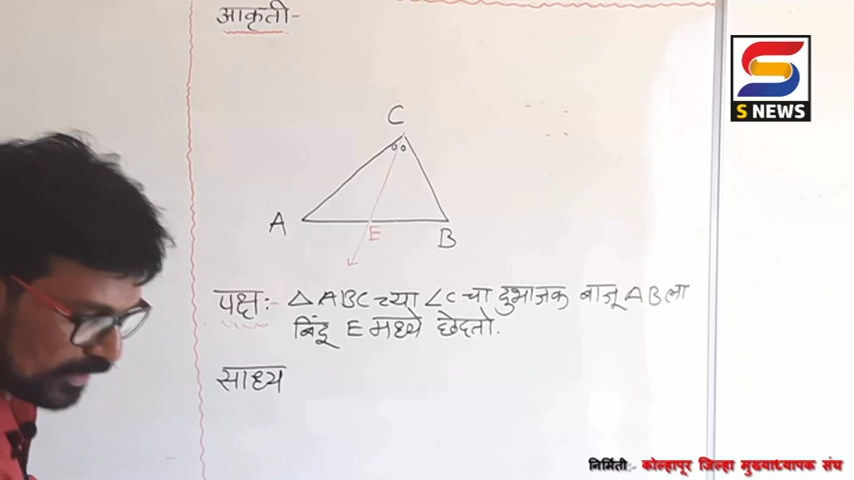 आकृती-
S NEWS
C
A
E
B
पक्ष:- △ABC च्या ∠C चा दुभाजक बाजू AB ला
बिंदू E मध्ये छेदतो.
साध्य
निर्मिती:- कोल्हापूर जिल्हा मुख्याध्यापक संघ